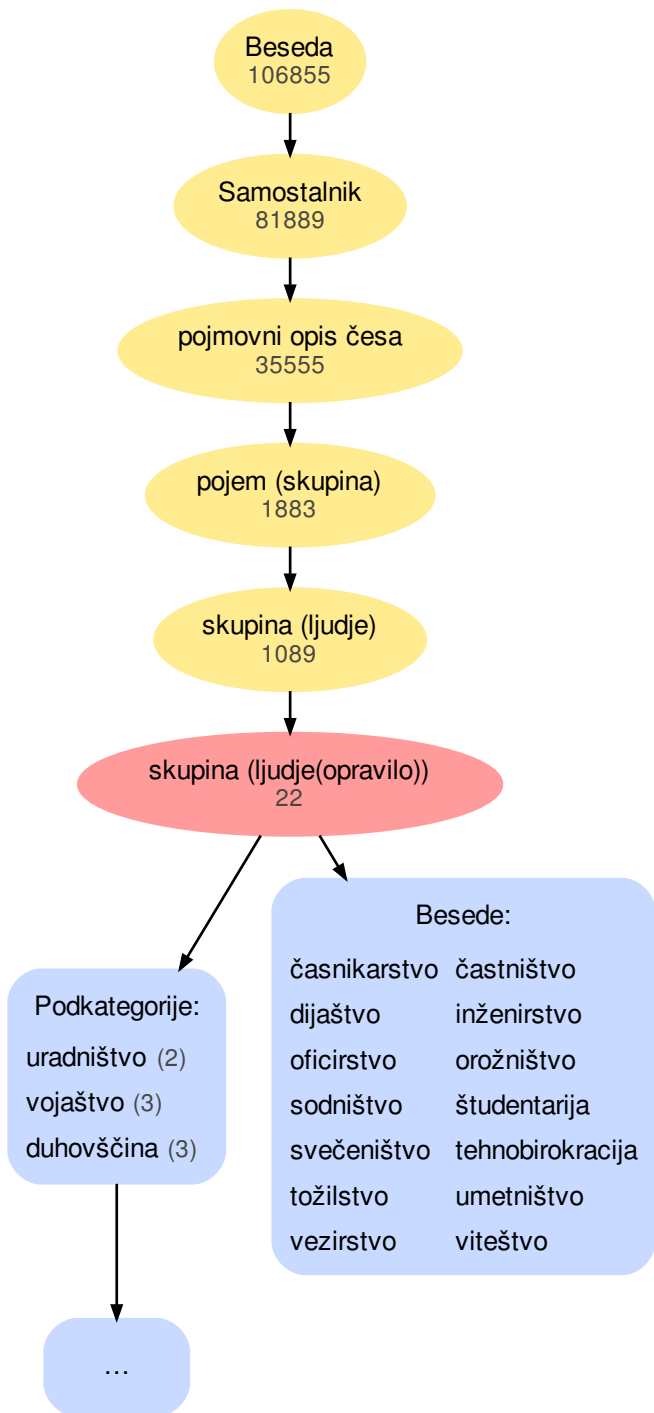 Beseda
106855
Samostalnik
81889
pojmovni opis česa
35555
pojem (skupina)
1883
skupina (ljudje)
1089
skupina (ljudje(opravilo))
22
Podkategorije:
uradništvo (2)
vojaštvo (3)
duhovščina (3)
...
Besede:
časnikarstvo častništvo
dijaštvo inženirstvo
oficirstvo orožništvo
sodništvo študentarija
svečeništvo tehnobirokracija
tožilstvo umetništvo
vezirstvo viteštvo